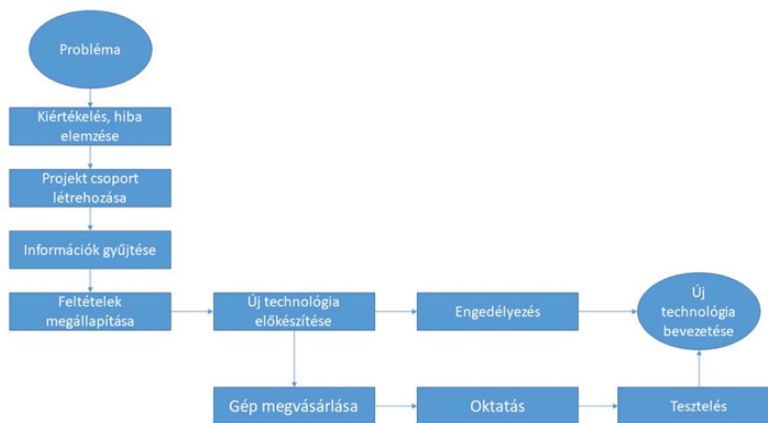 Probléma
Kiértékelés, hiba
elemzése
Projekt csoport
létrehozása
Információk gyűjtése
Feltételek
megállapítása
Új technológia
előkészítése
Engedélyezés
Új
technológia
bevezetése
Gép megvásárlása
Oktatás
Tesztelés